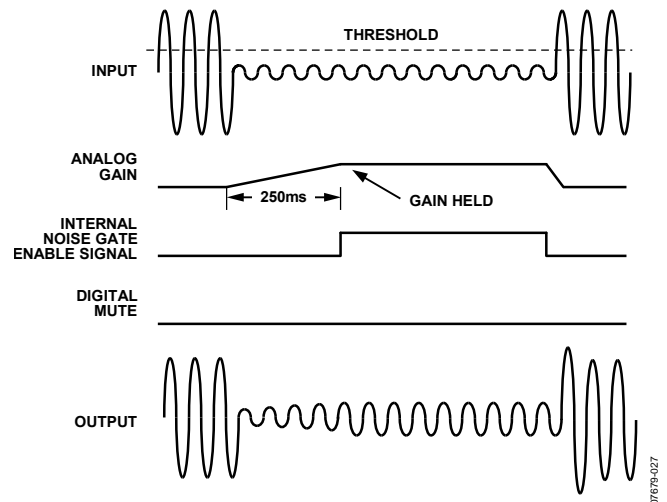 THRESHOLD
INPUT
ANALOG
GAIN
250ms
GAIN HELD
INTERNAL
NOISE GATE
ENABLE SIGNAL
DIGITAL
MUTE
OUTPUT
07679-027